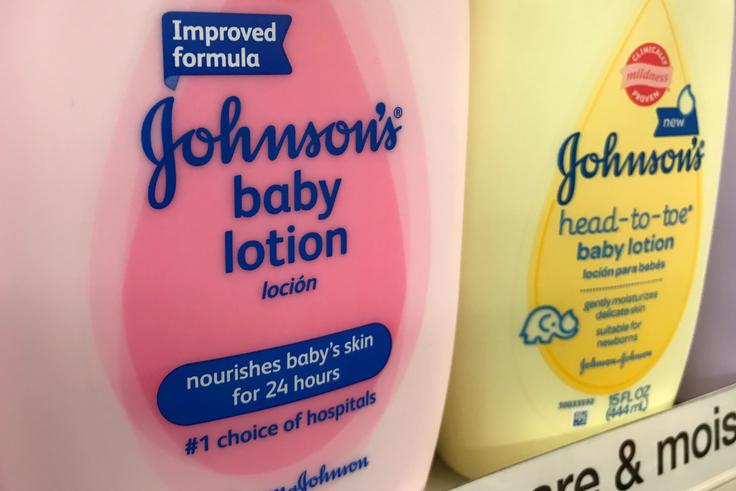 Improved
formula
Johnson's®
baby
lotion
loción
nourishes baby's skin
for 24 hours
#1 choice of hospitals
Johnson
CLINICALLY
mildness
PROVEN
new
Johnson's
head-to-toe®
baby lotion
loción para bebés
gently moisturizes
delicate skin
suitable for
newborns
Johnson & Johnson
15 FL OZ
(444 mL)
re & mois